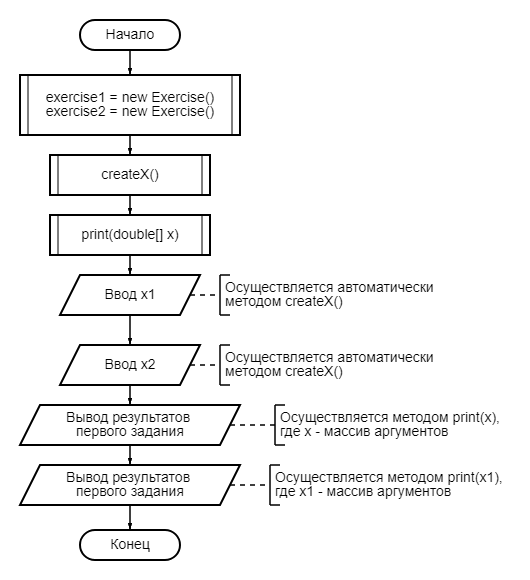 Начало
exercise1 = new Exercise()
exercise2 = new Exercise()
createX()
print(double[] x)
Ввод x1
Осуществляется автоматически
методом createX()
Ввод x2
Осуществляется автоматически
методом createX()
Вывод результатов
первого задания
Осуществляется методом print(x),
где x - массив аргументов
Вывод результатов
первого задания
Осуществляется методом print(x1),
где x1 - массив аргументов
Конец